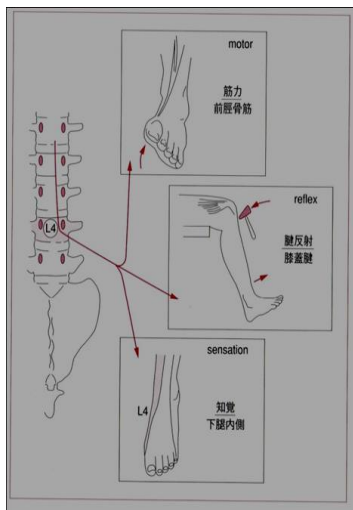 motor
筋力
前脛骨筋
L4
reflex
腱反射
膝蓋腱
sensation
L4
知覚
下腿内側